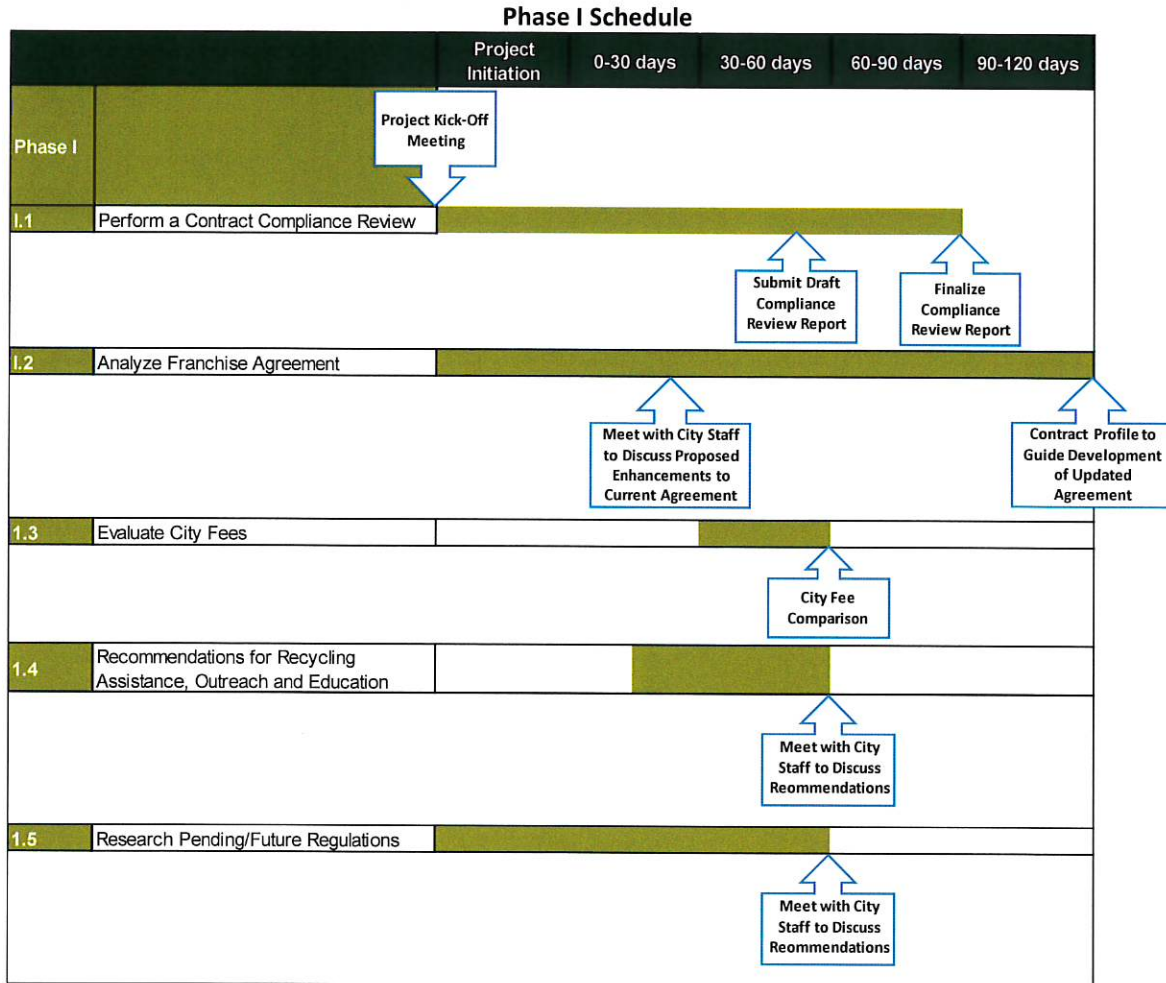 Phase I Schedule
Project
Initiation
0-30 days
30-60 days
60-90 days
90-120 days
Project Kick-Off
Meeting
Phase I
I.1
Perform a Contract Compliance Review
Submit Draft
Compliance
Review Report
Finalize
Compliance
Review Report
I.2
Analyze Franchise Agreement
Meet with City Staff
to Discuss Proposed
Enhancements to
Current Agreement
Contract Profile to
Guide Development
of Updated
Agreement
1.3
Evaluate City Fees
City Fee
Comparison
1.4
Recommendations for Recycling
Assistance, Outreach and Education
Meet with City
Staff to Discuss
Reommendations
1.5
Research Pending/Future Regulations
Meet with City
Staff to Discuss
Reommendations